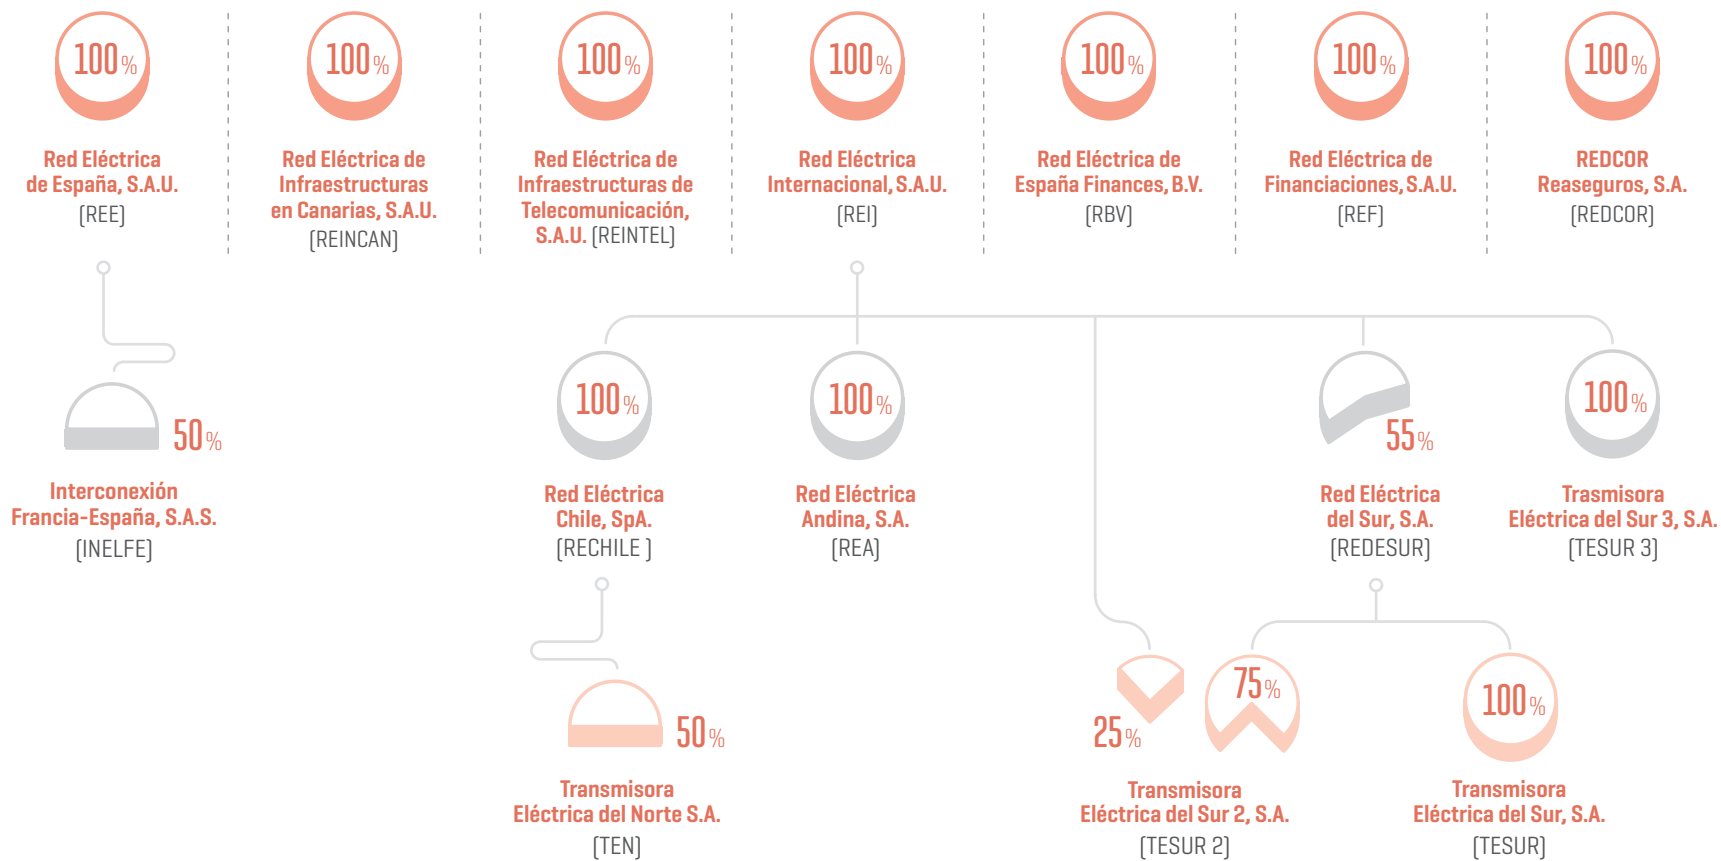 100%
Red Eléctrica
de España, S.A.U.
(REE)
100%
Red Eléctrica de
Infraestructuras
en Canarias, S.A.U.
(REINCAN)
100%
Red Eléctrica de
Infraestructuras de
Telecomunicación,
S.A.U. (REINTEL)
100%
Red Eléctrica
Internacional, S.A.U.
(REI)
100%
Red Eléctrica de
España Finances, B.V.
(RBV)
100%
Red Eléctrica de
Financiaciones, S.A.U.
(REF)
100%
REDCOR
Reaseguros, S.A.
(REDCOR)
50%
Interconexión
Francia-España, S.A.S.
(INELFE)
100%
Red Eléctrica
Chile, SpA.
(RECHILE )
100%
Red Eléctrica
Andina, S.A.
(REA)
55%
Red Eléctrica
del Sur, S.A.
(REDESUR)
100%
Trasmisora
Eléctrica del Sur 3, S.A.
(TESUR 3)
50%
Transmisora
Eléctrica del Norte S.A.
(TEN)
25%
75%
Transmisora
Eléctrica del Sur 2, S.A.
(TESUR 2)
100%
Transmisora
Eléctrica del Sur, S.A.
(TESUR)